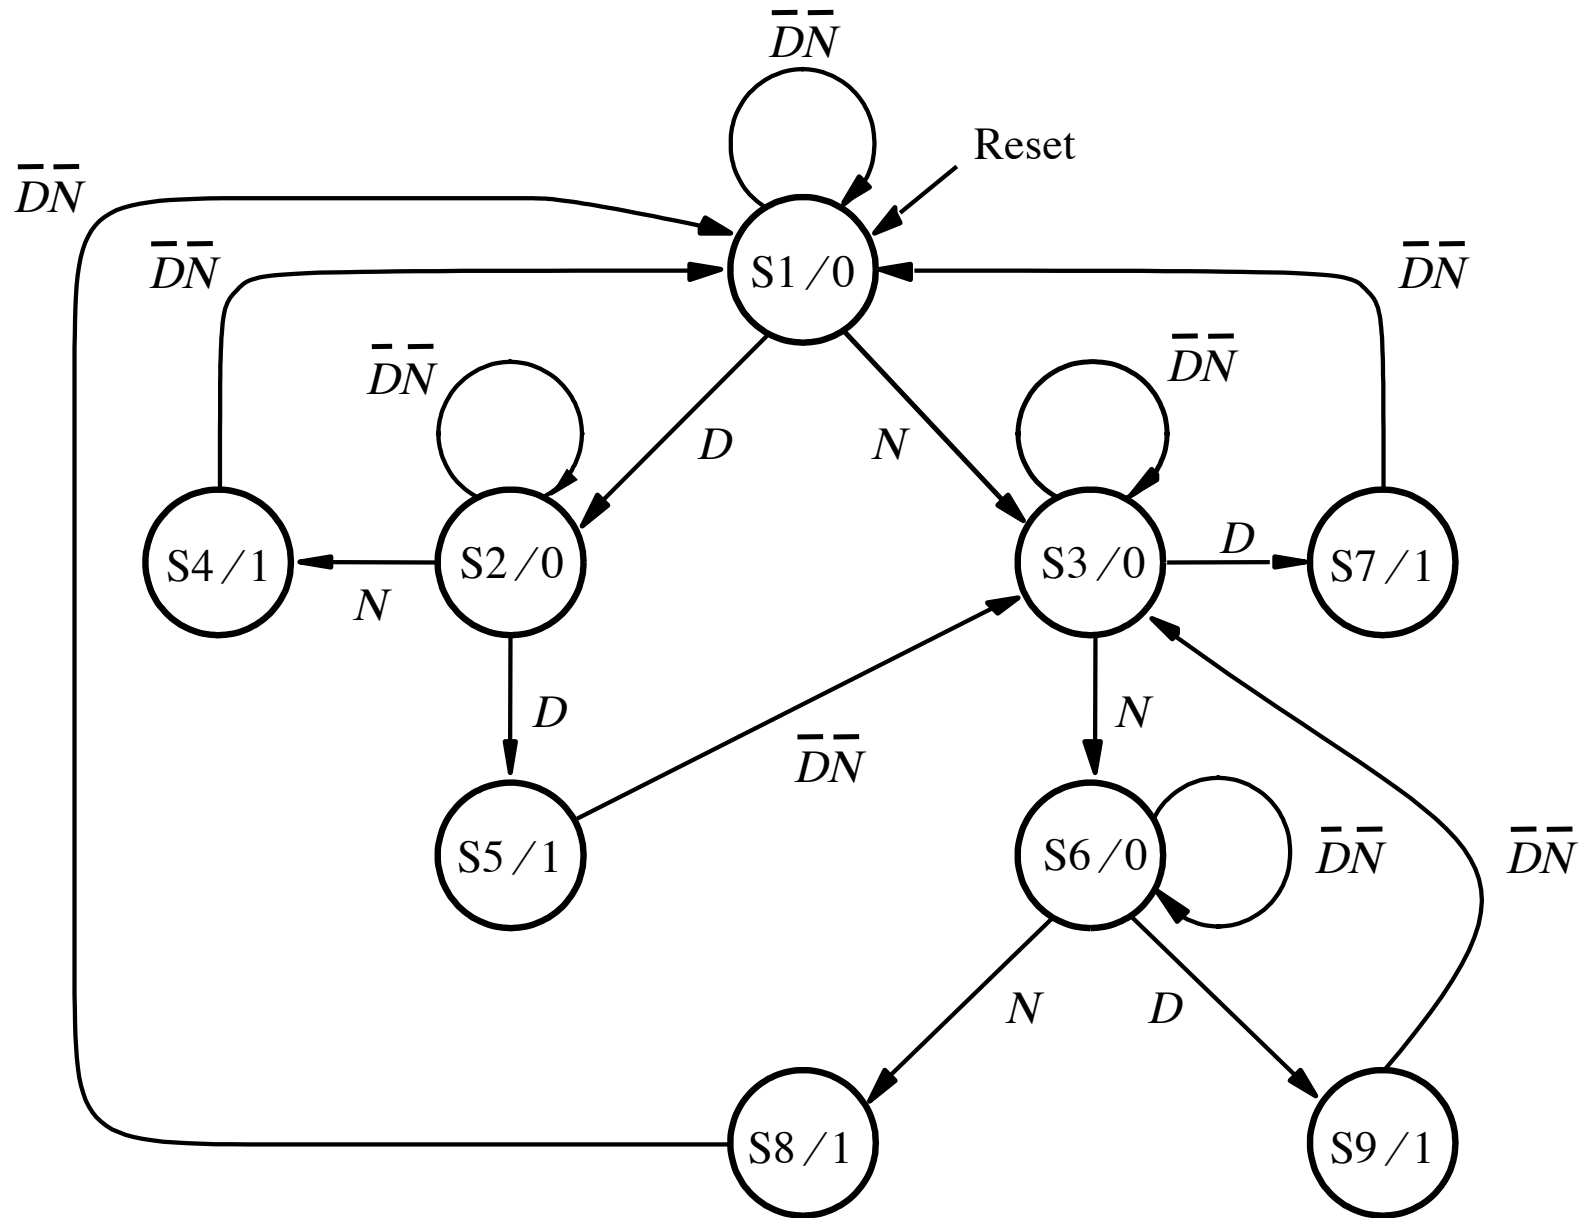 D̅N̅
Reset
D̅N̅
D̅N̅
S1/0
D̅N̅
D̅N̅
D̅N̅
D
N
S4/1
S2/0
S3/0
D
S7/1
N
D
N
D̅N̅
S5/1
S6/0
D̅N̅
D̅N̅
N
D
S8/1
S9/1